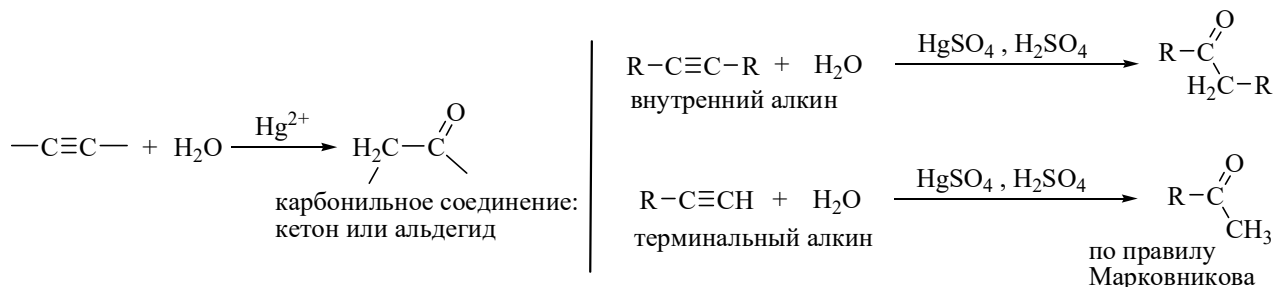 —C≡C— + H₂O Hg²⁺ H₂C–C O
карбонильное соединение:
кетон или альдегид
R–C≡C–R + H₂O HgSO₄ , H₂SO₄ R–C O
H₂C–R
внутренний алкин
R–C≡CH + H₂O HgSO₄ , H₂SO₄ R–C O
CH₃
терминальный алкин
по правилу
Марковникова